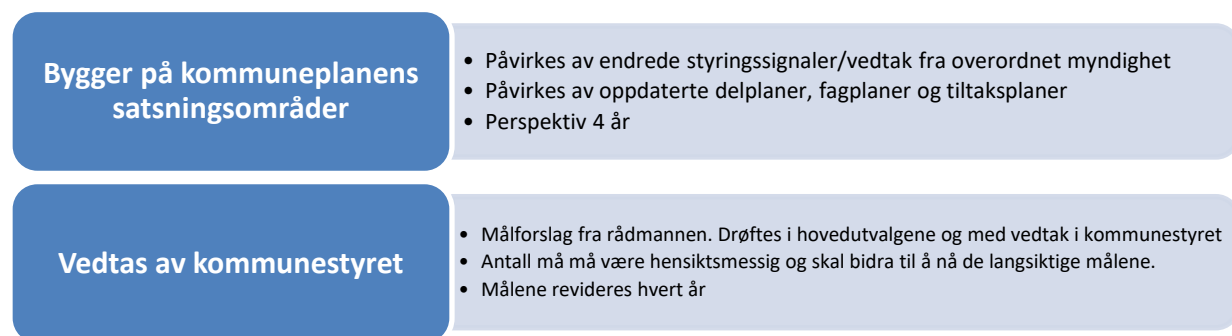 Bygger på kommuneplanens
satsningsområder
• Påvirkes av endrede styringssignaler/vedtak fra overordnet myndighet
• Påvirkes av oppdaterte delplaner, fagplaner og tiltaksplaner
• Perspektiv 4 år
Vedtas av kommunestyret
• Målforslag fra rådmannen. Drøftes i hovedutvalgene og med vedtak i kommunestyret
• Antall må må være hensiktsmessig og skal bidra til å nå de langsiktige målene.
• Målene revideres hvert år